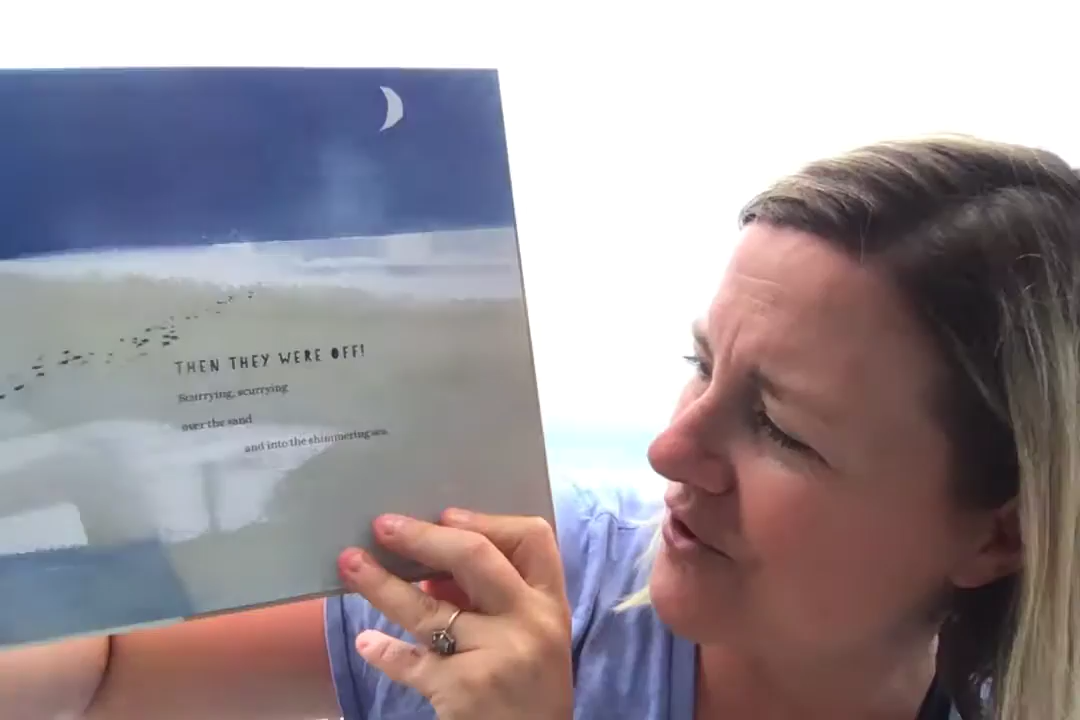 THEN THEY WERE OFF!
Scurrying, scurrying
over the sand
and into the shimmering sea.